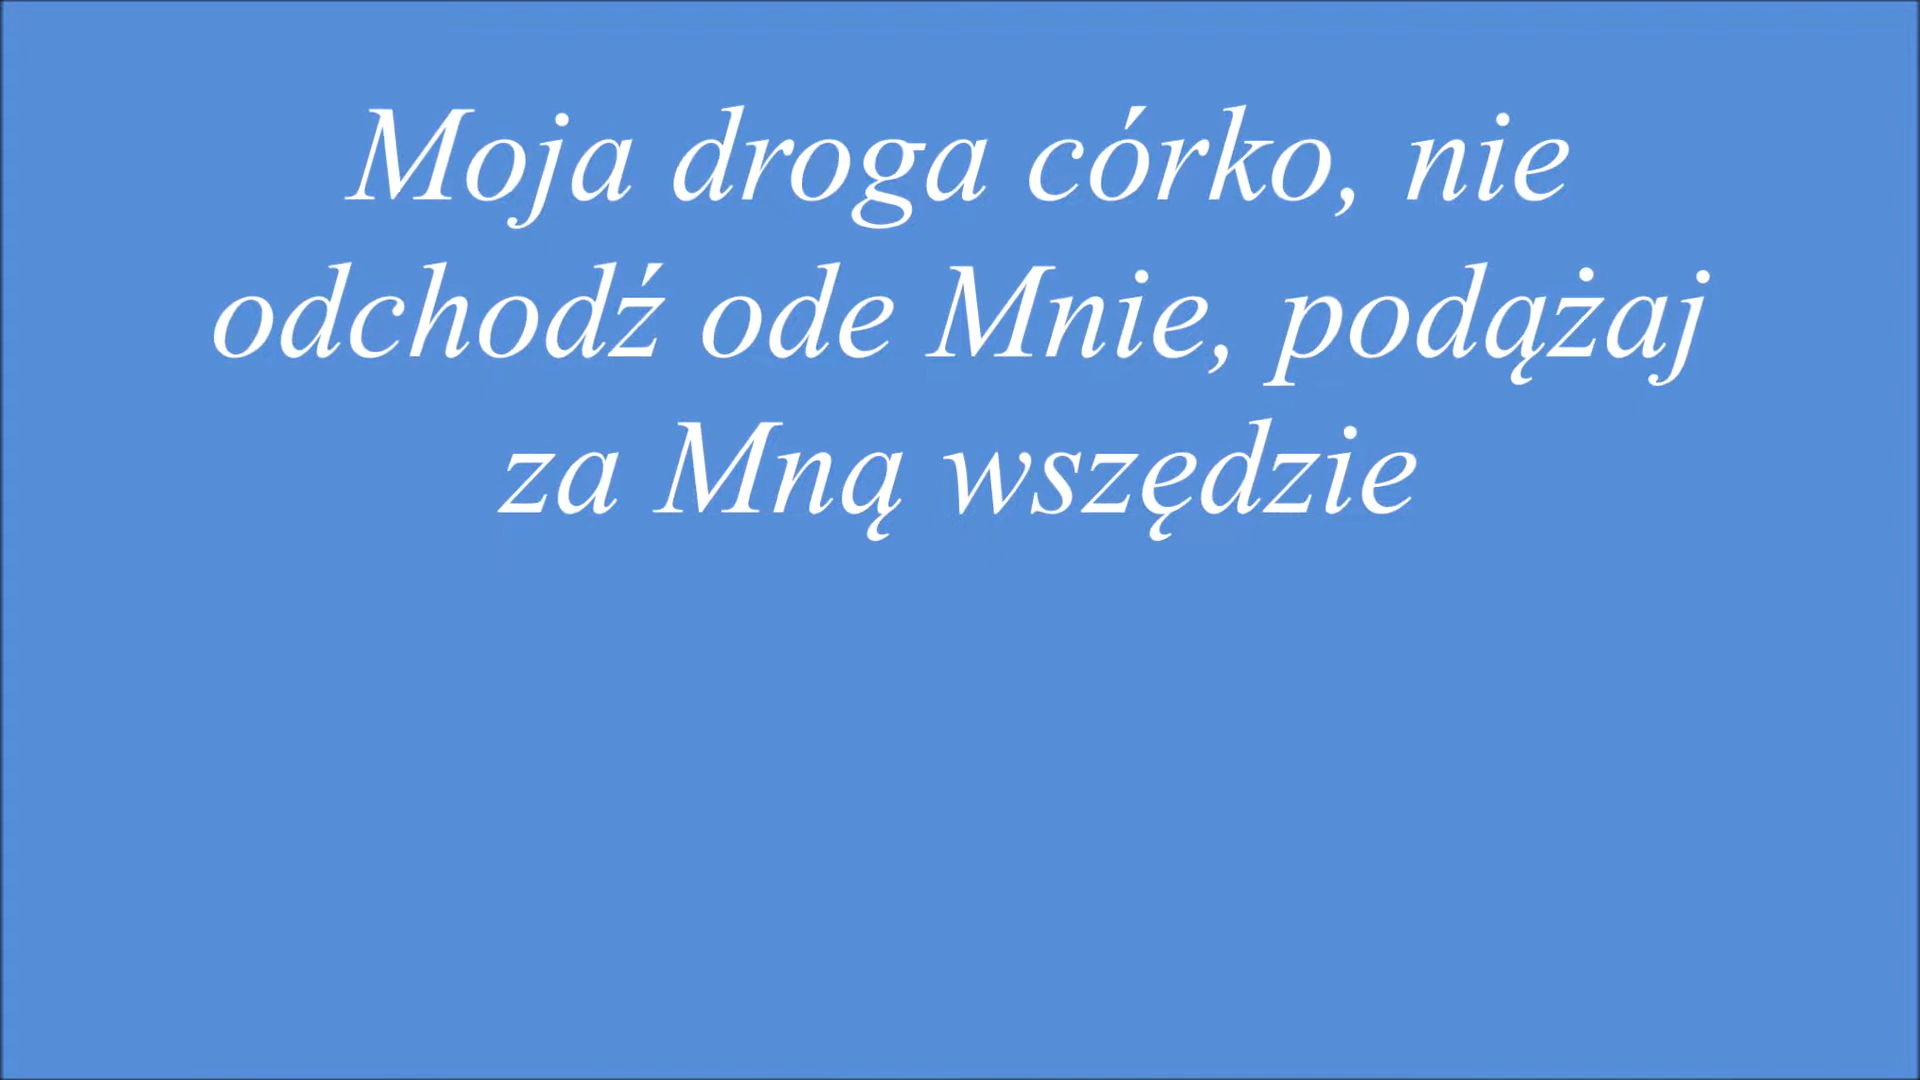 Moja droga córko, nie
odchodź ode Mnie, podążaj
za Mną wszędzie